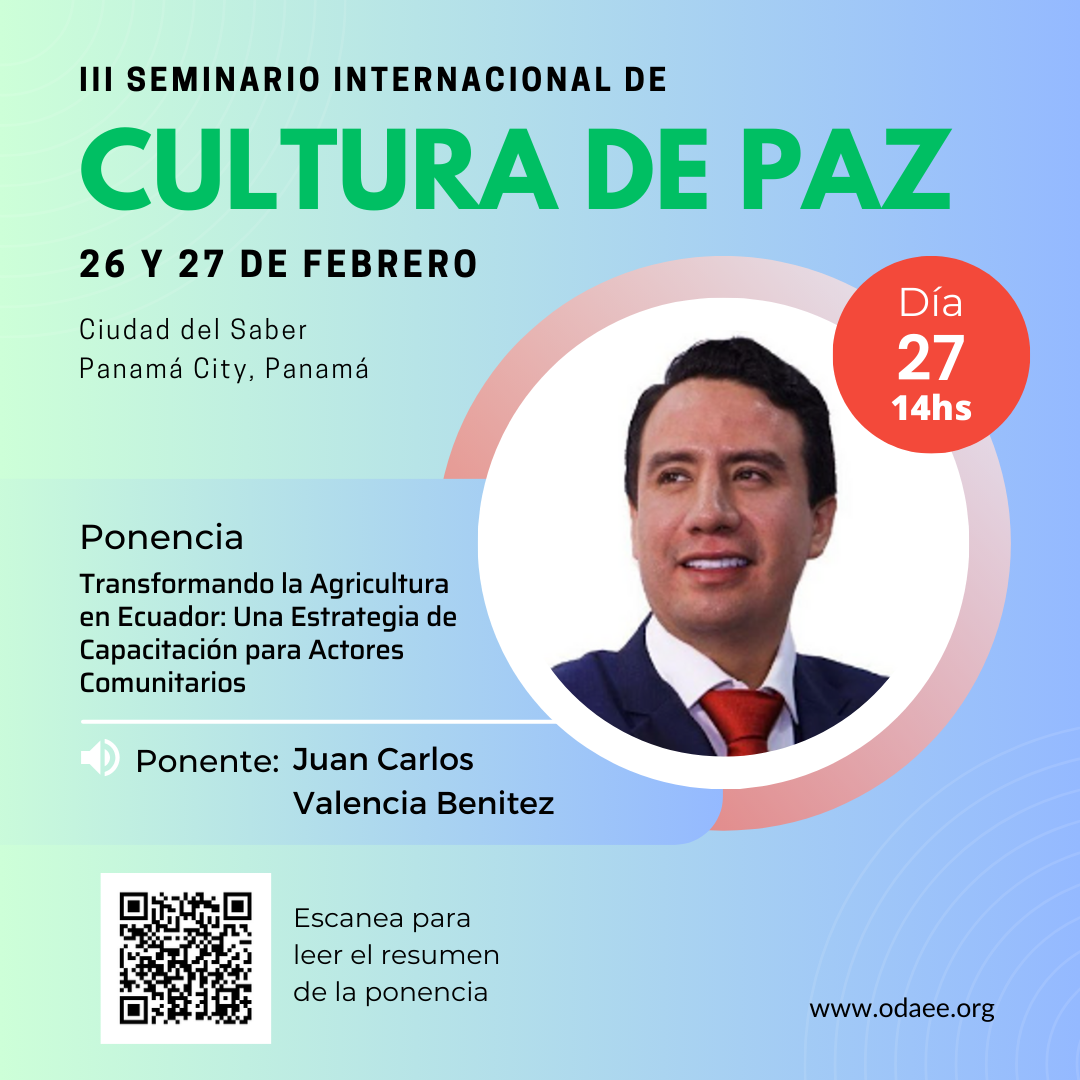 III SEMINARIO INTERNACIONAL DE
CULTURA DE PAZ
26 Y 27 DE FEBRERO
Ciudad del Saber
Panamá City, Panamá
Día
27
14hs
Ponencia
Transformando la Agricultura
en Ecuador: Una Estrategia de
Capacitación para Actores
Comunitarios
Ponente: Juan Carlos
Valencia Benitez
Escanea para
leer el resumen
de la ponencia
www.odaee.org